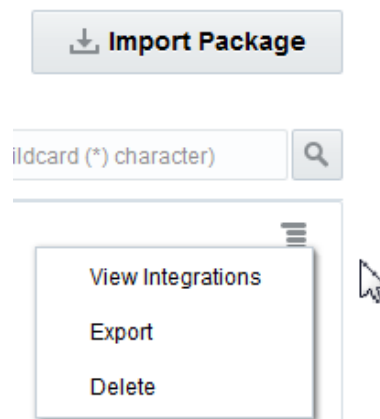 Import Package
ildcard (*) character)
View Integrations
Export
Delete